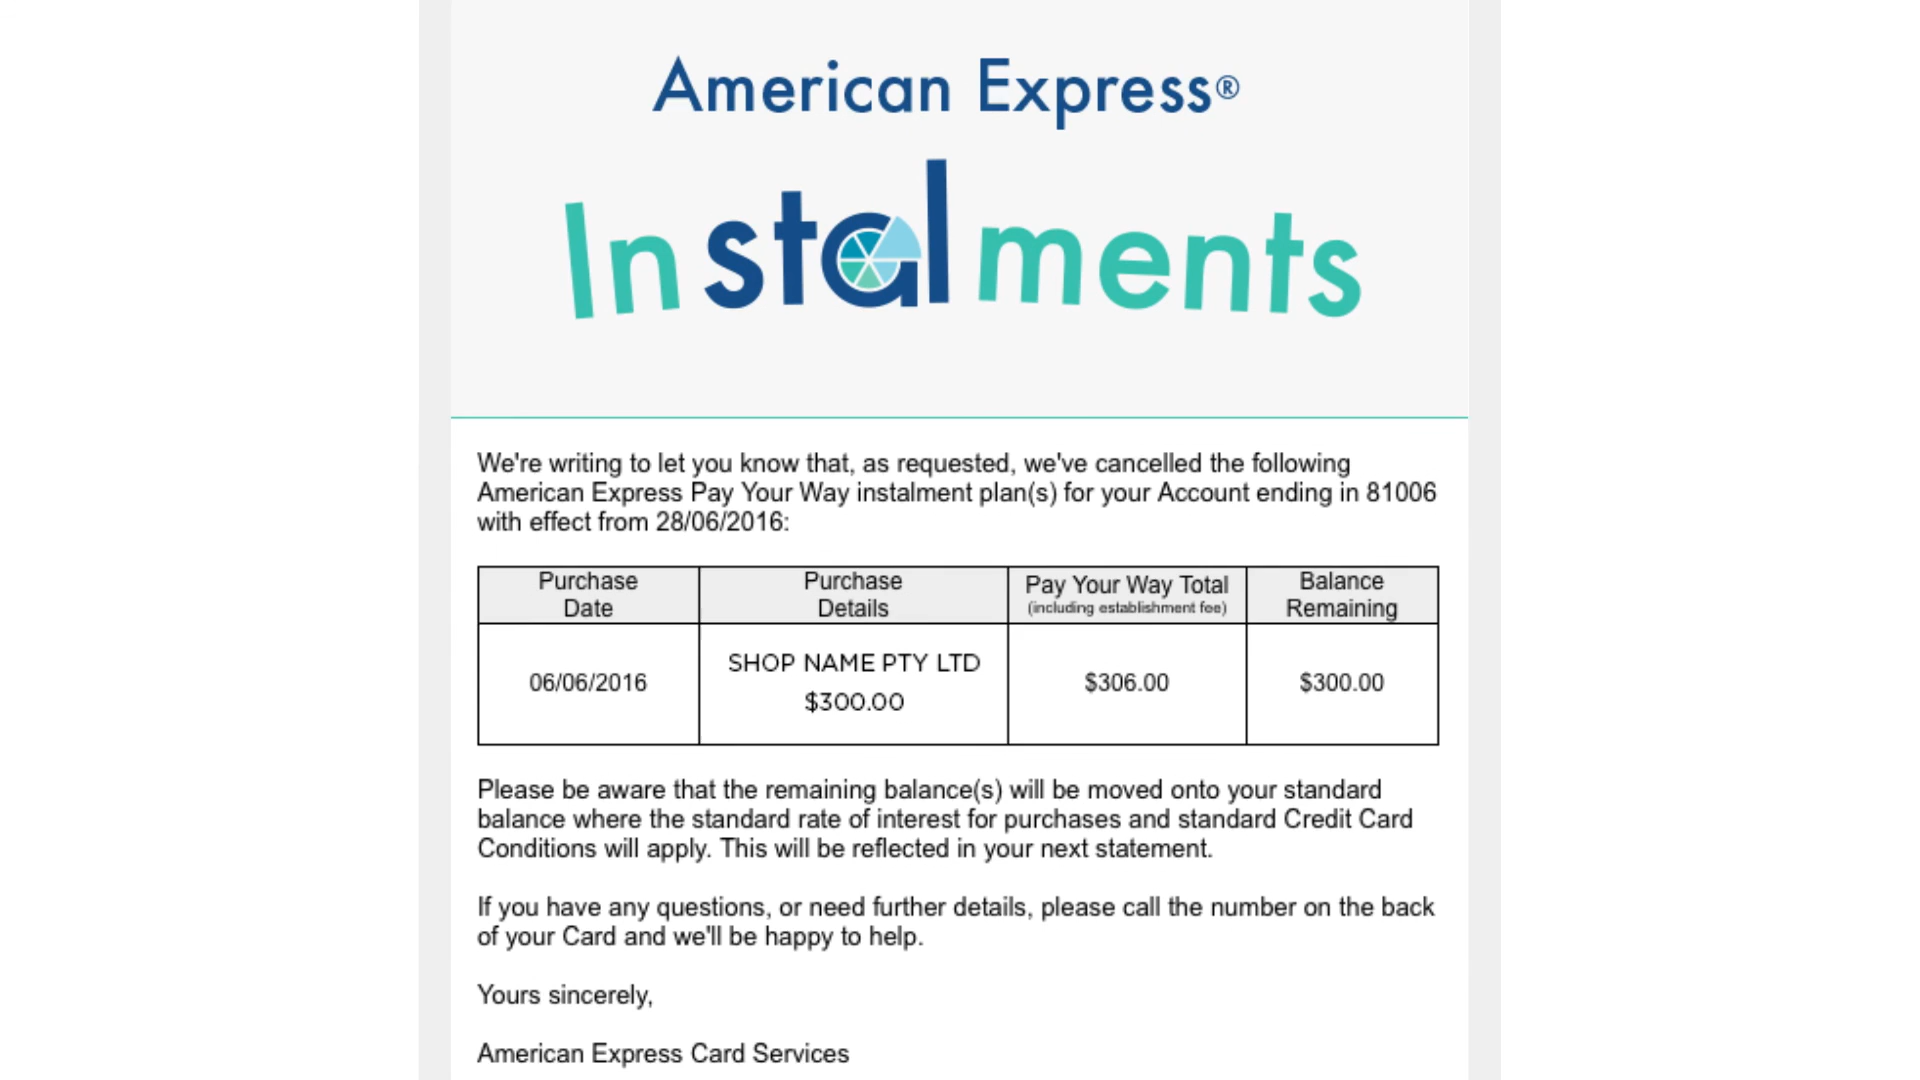 American Express®
Instalments
We're writing to let you know that, as requested, we've cancelled the following
American Express Pay Your Way instalment plan(s) for your Account ending in 81006
with effect from 28/06/2016:
Purchase Date
Purchase Details
Pay Your Way Total (including establishment fee)
Balance Remaining
06/06/2016
SHOP NAME PTY LTD
$300.00
$306.00
$300.00
Please be aware that the remaining balance(s) will be moved onto your standard
balance where the standard rate of interest for purchases and standard Credit Card
Conditions will apply. This will be reflected in your next statement.
If you have any questions, or need further details, please call the number on the back
of your Card and we'll be happy to help.
Yours sincerely,
American Express Card Services